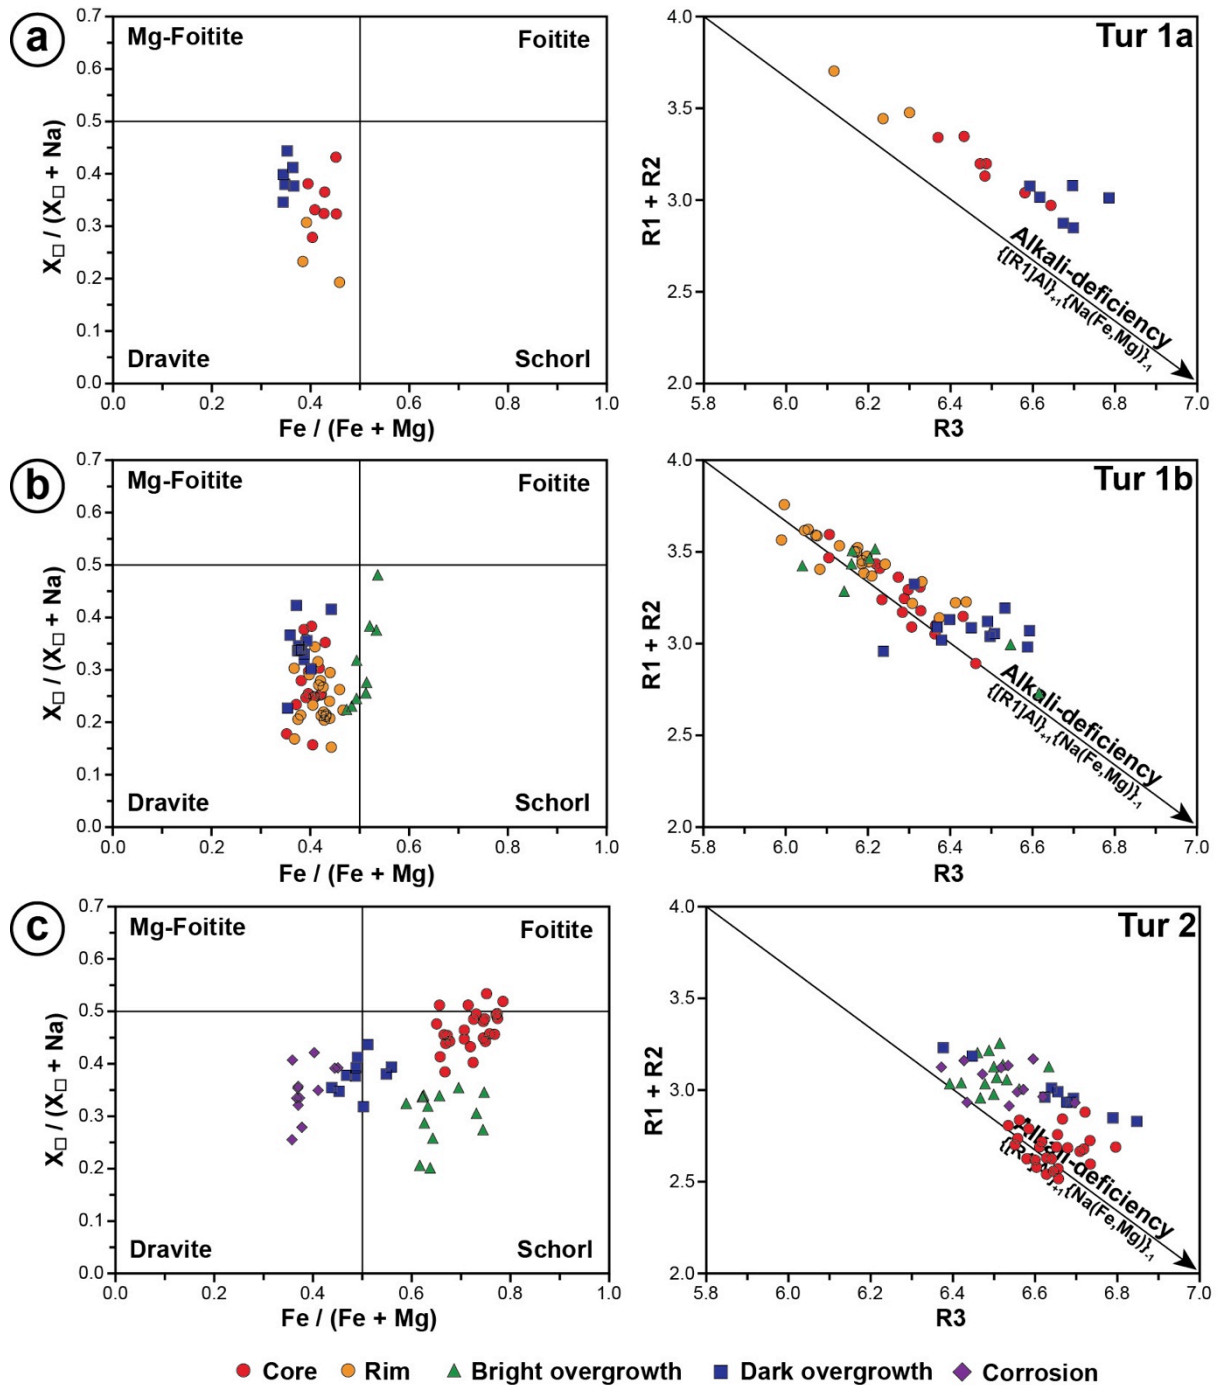 a
0.7
0.6
0.5
0.4
0.3
0.2
0.1
0.0
X□ / (X□ + Na)
Mg-Foitite
Foitite
Dravite
Schorl
0.0 0.2 0.4 0.6 0.8 1.0
Fe / (Fe + Mg)
Tur 1a
4.0
3.5
3.0
2.5
2.0
R1 + R2
Alkali-deficiency
{[R1]Al}+1{Na(Fe,Mg)}-1
5.8 6.0 6.2 6.4 6.6 6.8 7.0
R3
b
0.7
0.6
0.5
0.4
0.3
0.2
0.1
0.0
X□ / (X□ + Na)
Mg-Foitite
Foitite
Dravite
Schorl
0.0 0.2 0.4 0.6 0.8 1.0
Fe / (Fe + Mg)
Tur 1b
4.0
3.5
3.0
2.5
2.0
R1 + R2
Alkali-deficiency
{[R1]Al}+1{Na(Fe,Mg)}-1
5.8 6.0 6.2 6.4 6.6 6.8 7.0
R3
c
0.7
0.6
0.5
0.4
0.3
0.2
0.1
0.0
X□ / (X□ + Na)
Mg-Foitite
Foitite
Dravite
Schorl
0.0 0.2 0.4 0.6 0.8 1.0
Fe / (Fe + Mg)
Tur 2
4.0
3.5
3.0
2.5
2.0
R1 + R2
Alkali-deficiency
+1{Na(Fe,Mg)}-1
5.8 6.0 6.2 6.4 6.6 6.8 7.0
R3
Core Rim Bright overgrowth Dark overgrowth Corrosion